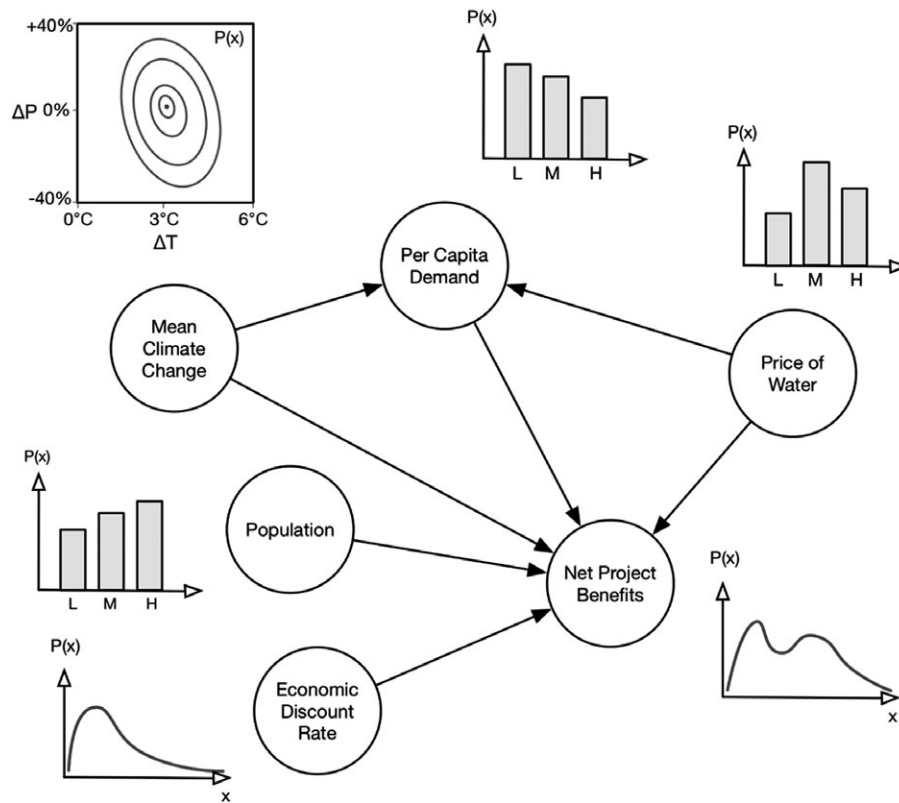 +40%
P(x)
ΔP 0%
-40%
0°C 3°C 6°C
ΔT
P(x)
L M H
P(x)
L M H
Per Capita
Demand
Mean
Climate
Change
Price of
Water
P(x)
L M H
Population
Net Project
Benefits
P(x)
x
P(x)
x
Economic
Discount
Rate